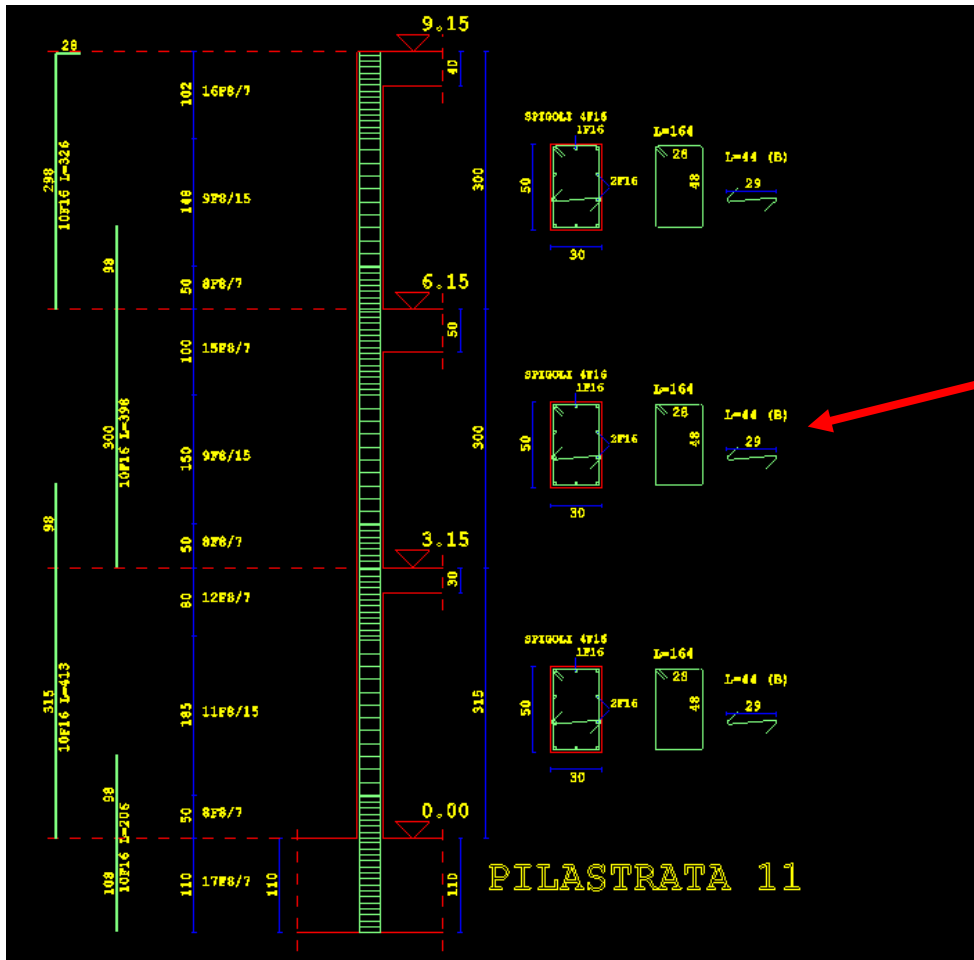 9.15
28
40
102
16F8/7
298
10F16 L=326
148
9F8/15
300
SPIGOLI 4F16
1F16
50
2F16
30
L=164
28
48
L=44 (B)
29
98
50
8F8/7
6.15
50
100
15F8/7
300
10F16 L=398
150
9F8/15
300
SPIGOLI 4F16
1F16
50
2F16
30
L=164
28
48
L=44 (B)
29
98
50
8F8/7
3.15
30
80
12F8/7
315
10F16 L=413
185
11F8/15
315
SPIGOLI 4F16
1F16
50
2F16
30
L=164
28
48
L=44 (B)
29
98
50
8F8/7
0.00
108
10F16 L=206
110
17F8/7
110
110
PILASTRATA 11